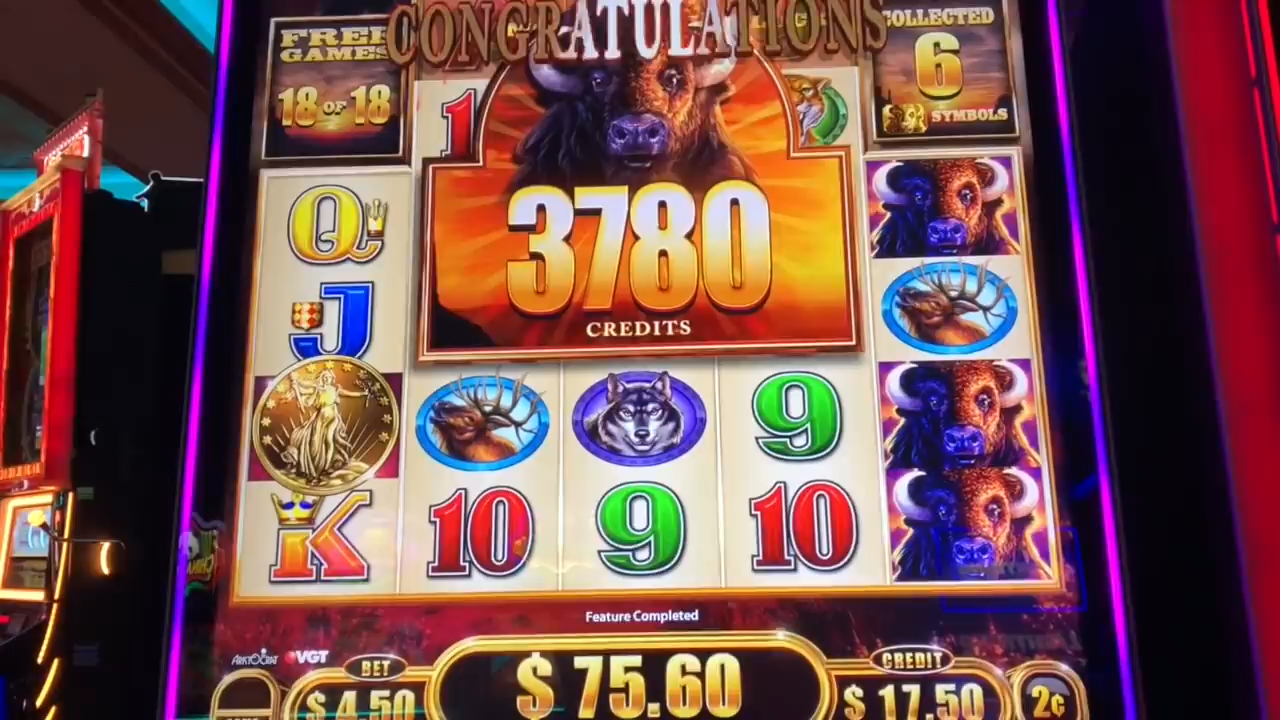 CONGRATULATIONS
FREE
GAMES
18 OF 18
COLLECTED
6
SYMBOLS
1
3780
CREDITS
Q
J
K
10
9
9
10
Feature Completed
ARISTOCRAT VGT
BET
$ 4.50
$ 75.60
CREDIT
$ 17.50
2¢